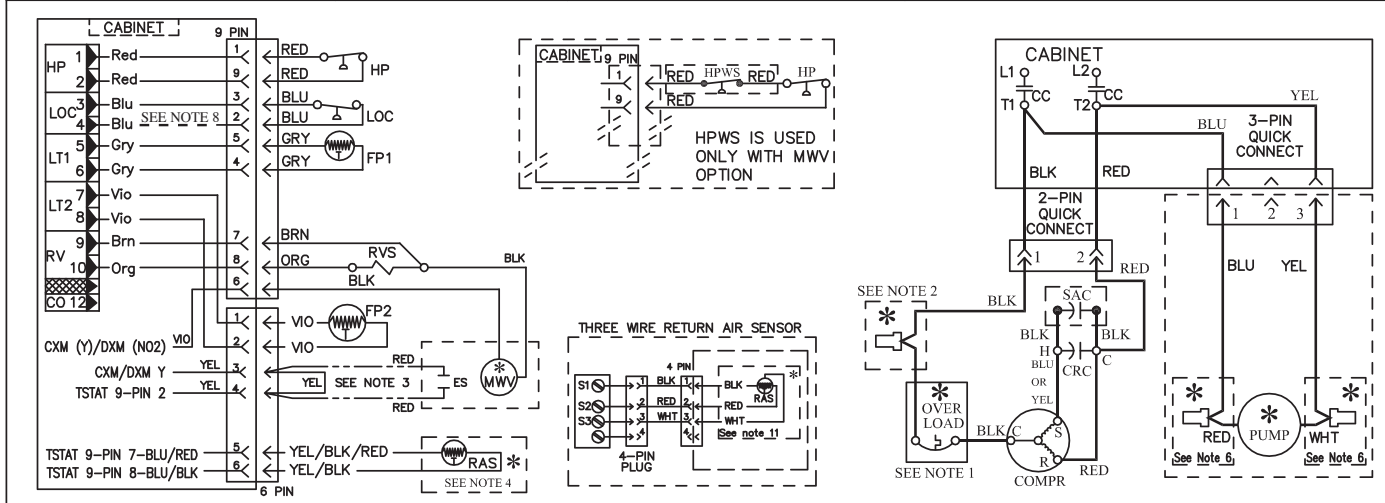 CABINET
9 PIN
HP 1 Red 1 RED
HP
2 Red 9 RED
LOC 3 Blu 3 BLU
LOC
4 Blu SEE NOTE 8 2 BLU
LT1 5 Gry 5 GRY
FP1
6 Gry 4 GRY
LT2 7 Vio
8 Vio
RV 9 Brn 7 BRN
10 Org 8 ORG RVS BLK
6 BLK
CO 12
CXM (Y)/DXM (NO2) VIO
CXM/DXM Y YEL
TSTAT 9-PIN 2 YEL
1 VIO FP2
2 VIO
3 RED
YEL SEE NOTE 3 ES
4 RED
* MWV
TSTAT 9-PIN 7-BLU/RED 5 YEL/BLK/RED
TSTAT 9-PIN 8-BLU/BLK 6 YEL/BLK
RAS *
SEE NOTE 4
6 PIN
CABINET 9 PIN
1 RED HPWS RED HP
9 RED
HPWS IS USED
ONLY WITH MWV
OPTION
THREE WIRE RETURN AIR SENSOR
4 PIN
S1 1 BLK 1 BLK *
RAS
S2 2 RED 2 RED
S3 3 WHT 3 WHT
4 4 See note 11
4-PIN
PLUG
CABINET
L1 L2
CC CC
T1 T2 YEL
BLU 3-PIN
QUICK
CONNECT
BLK RED
2-PIN
QUICK
CONNECT
1 2
1 2 3
RED
BLU YEL
SEE NOTE 2
*
BLK
SAC
BLK BLK
H CRC C
BLU
OR
YEL
*
OVER
LOAD
C BLK C S
R RED
SEE NOTE 1
COMPR
* * *
RED PUMP WHT
See Note 6 See Note 6